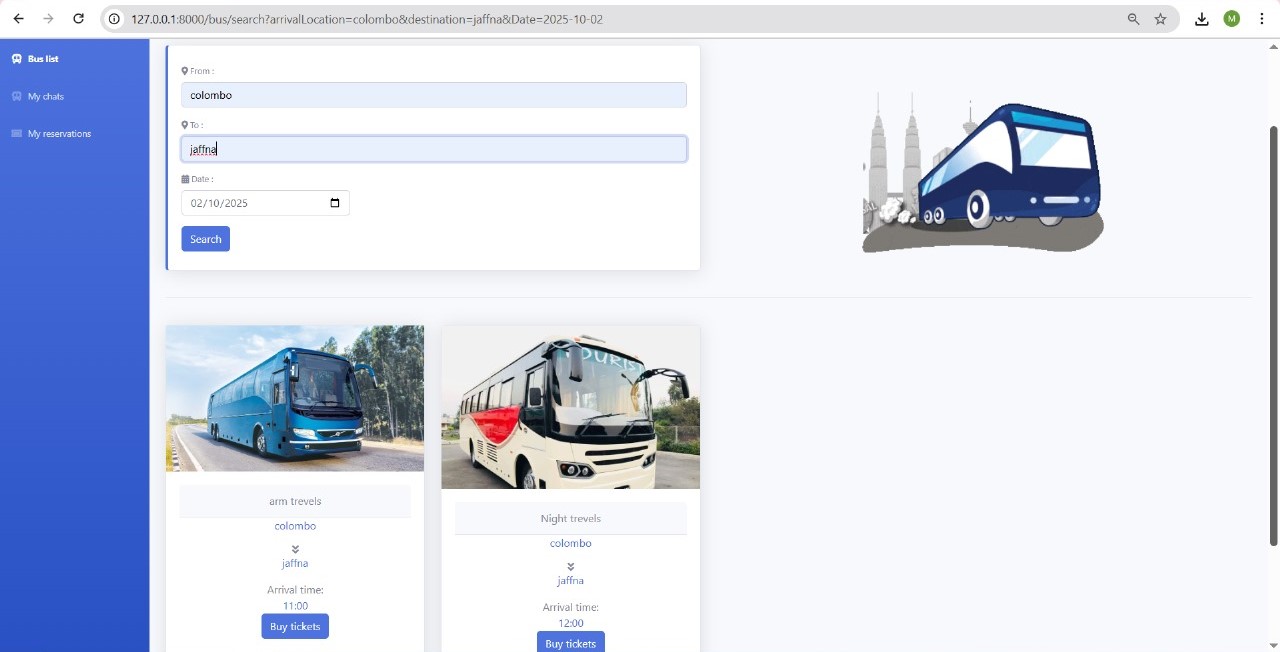 127.0.0.1:8000/bus/search?arrivalLocation=colombo&destination=jaffna&Date=2025-10-02
M
Bus list
My chats
My reservations
From :
colombo
To :
jaffna
Date :
02/10/2025
Search
TOURIST
arm trevels
colombo
jaffna
Arrival time:
11:00
Buy tickets
Night trevels
colombo
jaffna
Arrival time:
12:00
Buy tickets